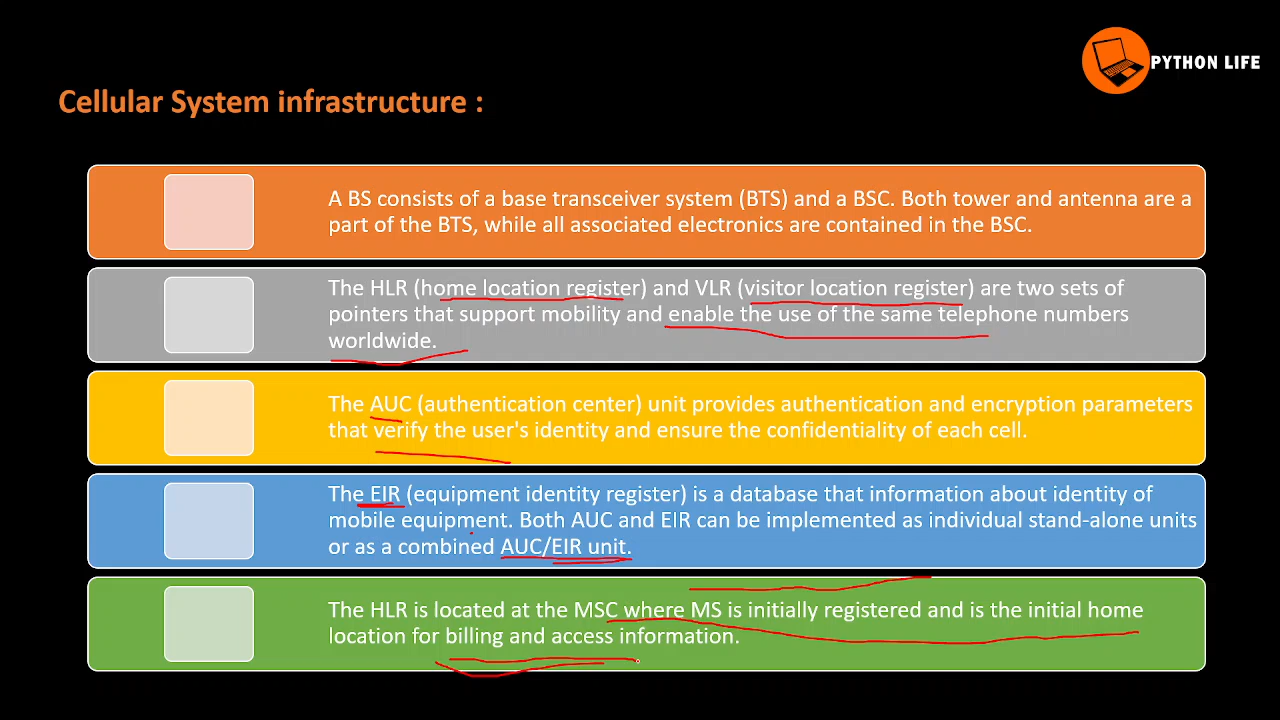 PYTHON LIFE
Cellular System infrastructure :
A BS consists of a base transceiver system (BTS) and a BSC. Both tower and antenna are a
part of the BTS, while all associated electronics are contained in the BSC.
The HLR (home location register) and VLR (visitor location register) are two sets of
pointers that support mobility and enable the use of the same telephone numbers
worldwide.
The AUC (authentication center) unit provides authentication and encryption parameters
that verify the user's identity and ensure the confidentiality of each cell.
The EIR (equipment identity register) is a database that information about identity of
mobile equipment. Both AUC and EIR can be implemented as individual stand-alone units
or as a combined AUC/EIR unit.
The HLR is located at the MSC where MS is initially registered and is the initial home
location for billing and access information.